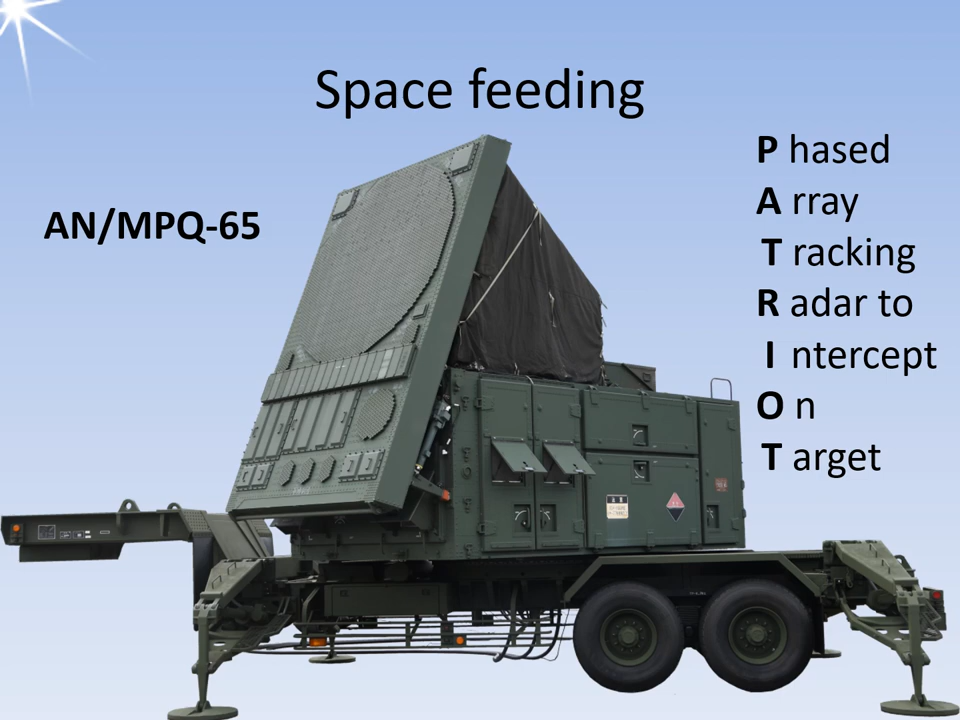 Space feeding
AN/MPQ-65
P hased
A rray
T racking
R adar to
I ntercept
O n
T arget